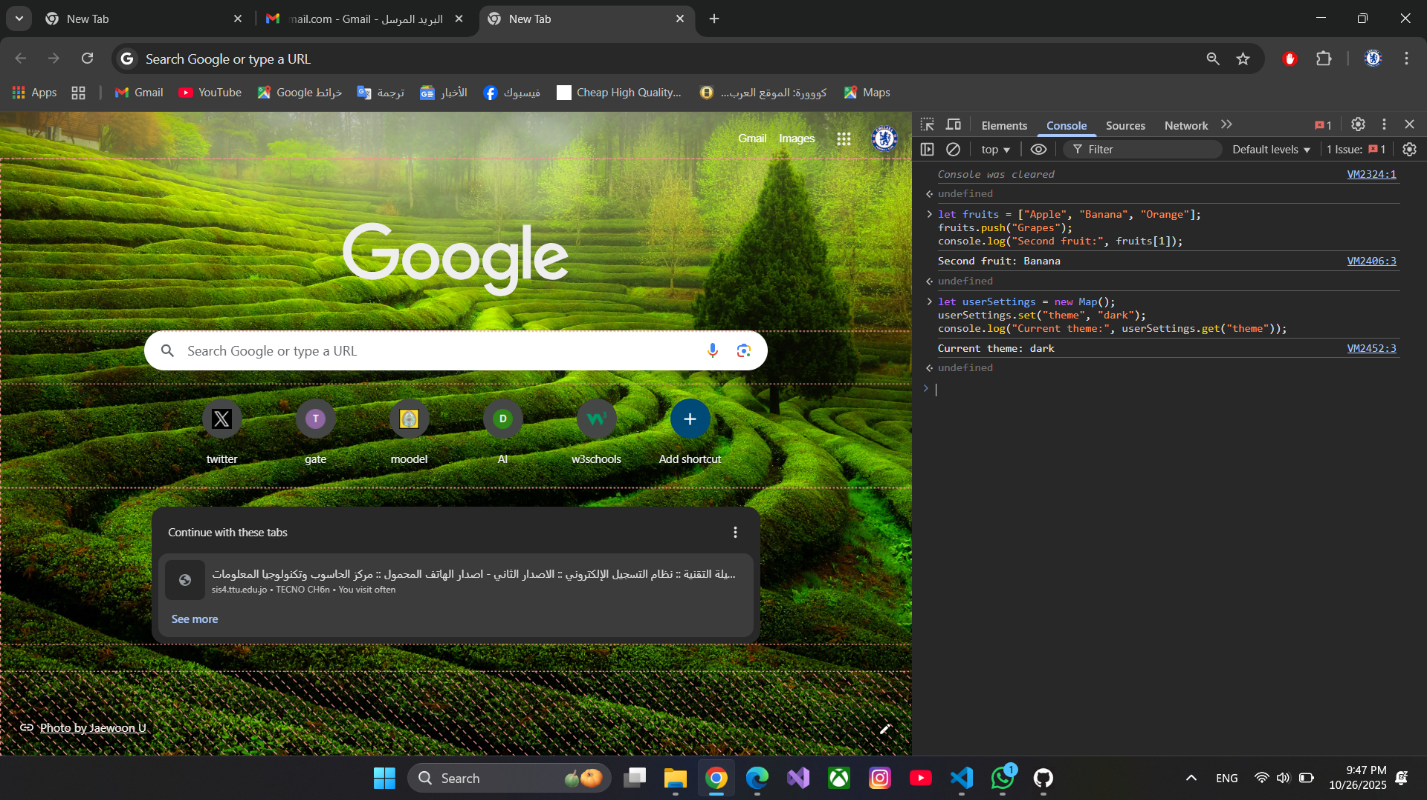 New Tab
mail.com - Gmail - البريد المرسل
New Tab
Search Google or type a URL
Apps
Gmail
YouTube
خرائط Google
ترجمة
الأخبار
فيسبوك
Cheap High Quality...
كووورة: الموقع العرب...
Maps
Gmail
Images
Google
Search Google or type a URL
twitter
T
gate
moodel
D
AI
w3schools
Add shortcut
Continue with these tabs
...يلة التقنية :: نظام التسجيل الإلكتروني :: الاصدار الثاني - اصدار الهاتف المحمول :: مركز الحاسوب وتكنولوجيا المعلومات
sis4.ttu.edu.jo • TECNO CH6n • You visit often
See more
Photo by Jaewoon U
Elements
Console
Sources
Network
1
top
Filter
Default levels
1 Issue:
1
Console was cleared
VM2324:1
undefined
let fruits = ["Apple", "Banana", "Orange"];
fruits.push("Grapes");
console.log("Second fruit:", fruits[1]);
Second fruit: Banana
VM2406:3
undefined
let userSettings = new Map();
userSettings.set("theme", "dark");
console.log("Current theme:", userSettings.get("theme"));
Current theme: dark
VM2452:3
undefined
Search
1
ENG
9:47 PM
10/26/2025